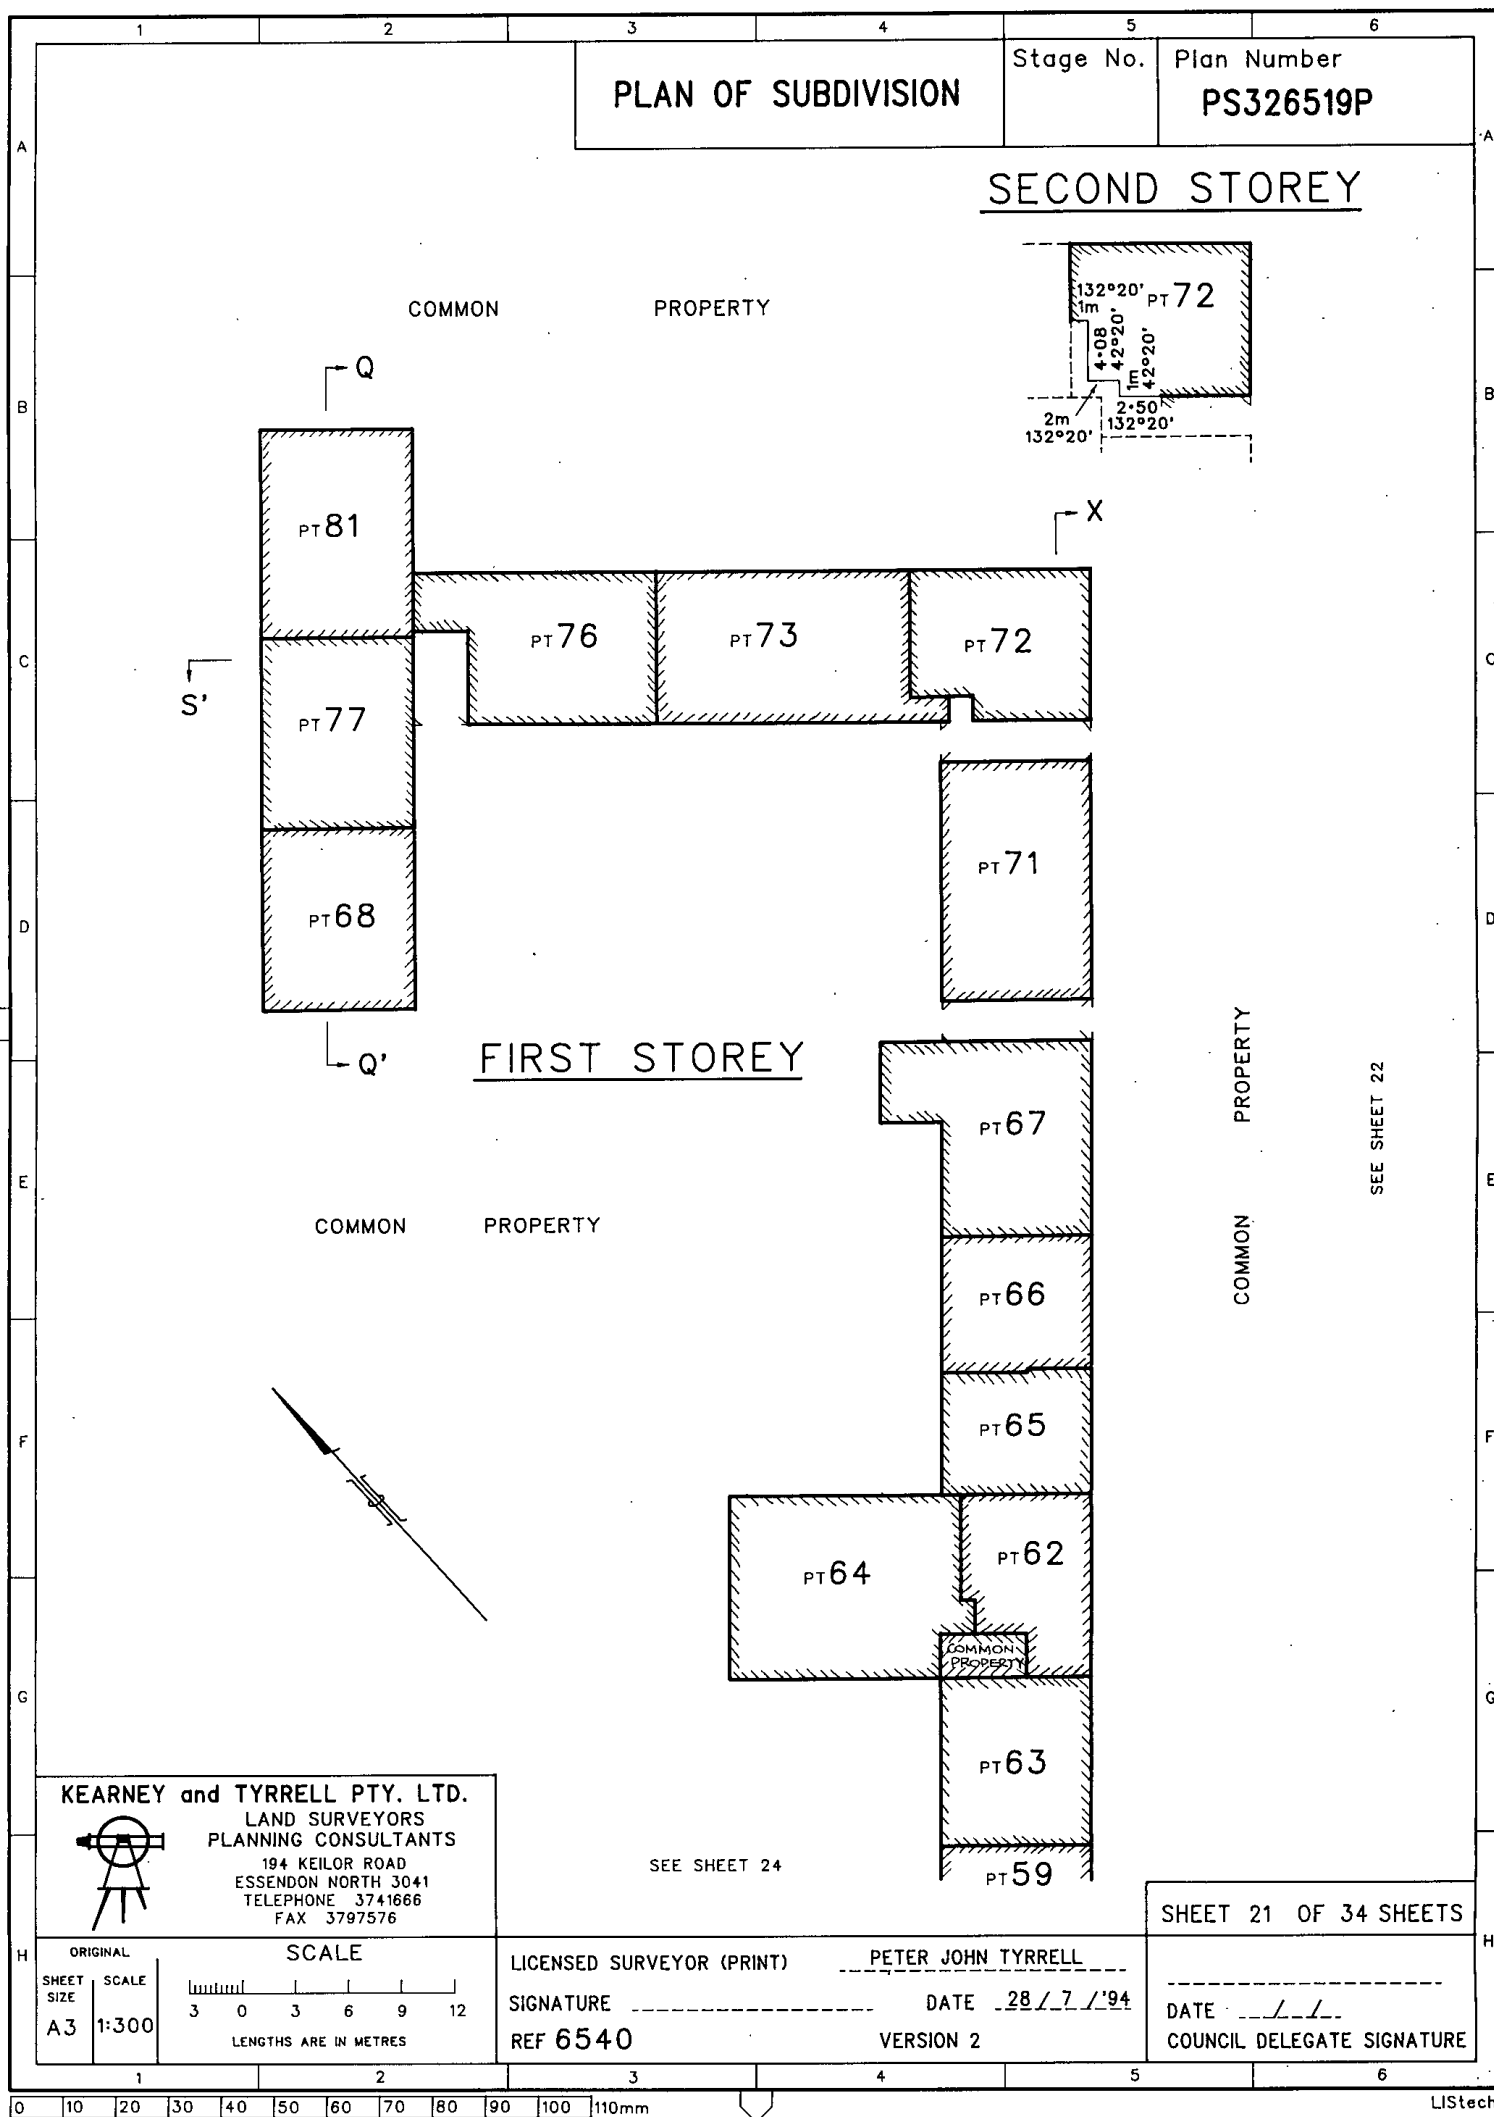 1 2 3 4 5 6
PLAN OF SUBDIVISION
Stage No.
Plan Number
PS326519P
A A
SECOND STOREY
132°20' PT 72
1m
4·08
42°20'
1m
42°20'
2m
132°20'
2·50
132°20'
COMMON PROPERTY
Q
B B
PT 81
X
PT 76
PT 73
PT 72
C C
S'
PT 77
PT 71
PT 68
D D
Q'
FIRST STOREY
COMMON PROPERTY
SEE SHEET 22
PT 67
E E
COMMON PROPERTY
PT 66
PT 65
F F
PT 64
PT 62
COMMON
PROPERTY
G G
PT 63
KEARNEY and TYRRELL PTY. LTD.
LAND SURVEYORS
PLANNING CONSULTANTS
194 KEILOR ROAD
ESSENDON NORTH 3041
TELEPHONE 3741666
FAX 3797576
SEE SHEET 24
PT 59
SHEET 21 OF 34 SHEETS
H H
ORIGINAL
SHEET SIZE
SCALE
A3
1:300
SCALE
3 0 3 6 9 12
LENGTHS ARE IN METRES
LICENSED SURVEYOR (PRINT) PETER JOHN TYRRELL
SIGNATURE DATE 28 / 7 / '94
REF 6540 VERSION 2
DATE / /
COUNCIL DELEGATE SIGNATURE
1 2 3 4 5 6
0 10 20 30 40 50 60 70 80 90 100 110mm
LIStech